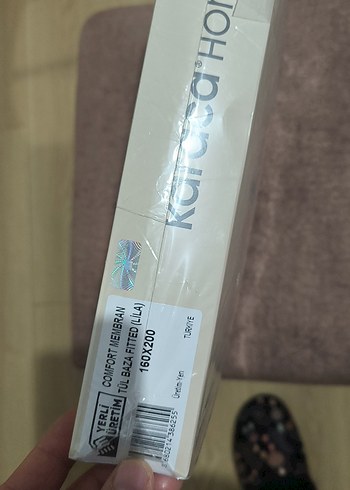 karaca® HOM
COMFORT MEMBRAN
TÜL BAZA FITTED (LİLA)
160X200
Üretim Yeri
TÜRKİYE
YERLİ
ÜRETİM